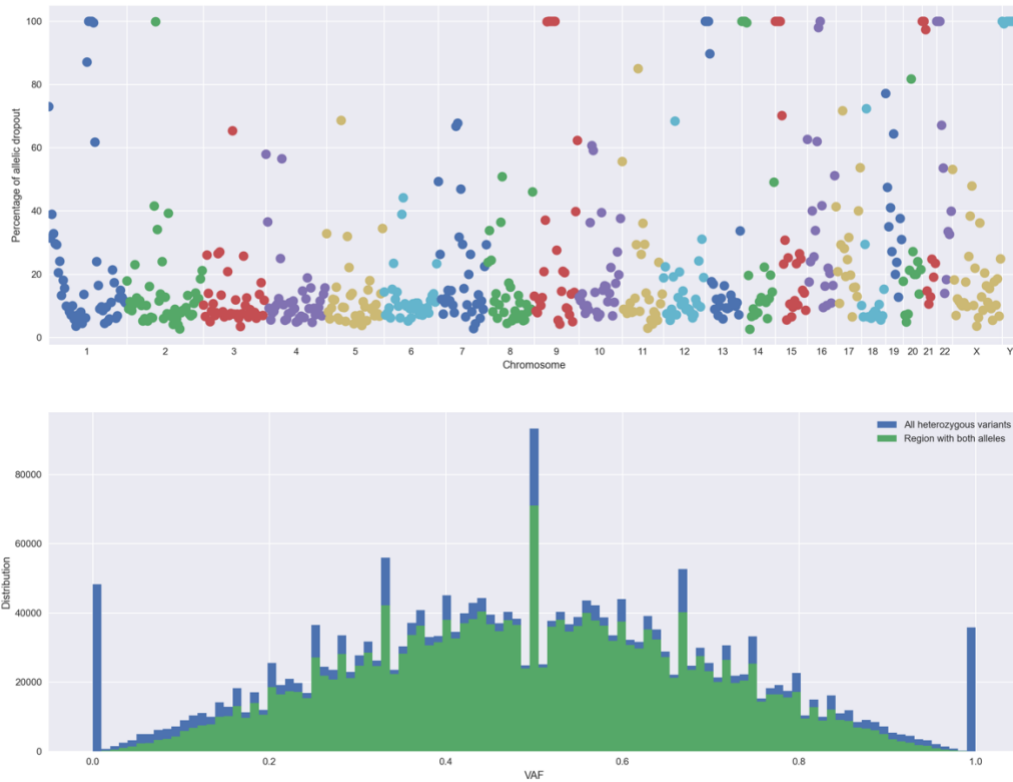 100
80
60
40
20
0
Percentage of allelic dropout
1 2 3 4 5 6 7 8 9 10 11 12 13 14 15 16 17 18 19 20 21 22 X Y
Chromosome
All heterozygous variants
Region with both alleles
80000
60000
40000
20000
0
Distribution
0.0 0.2 0.4 0.6 0.8 1.0
VAF